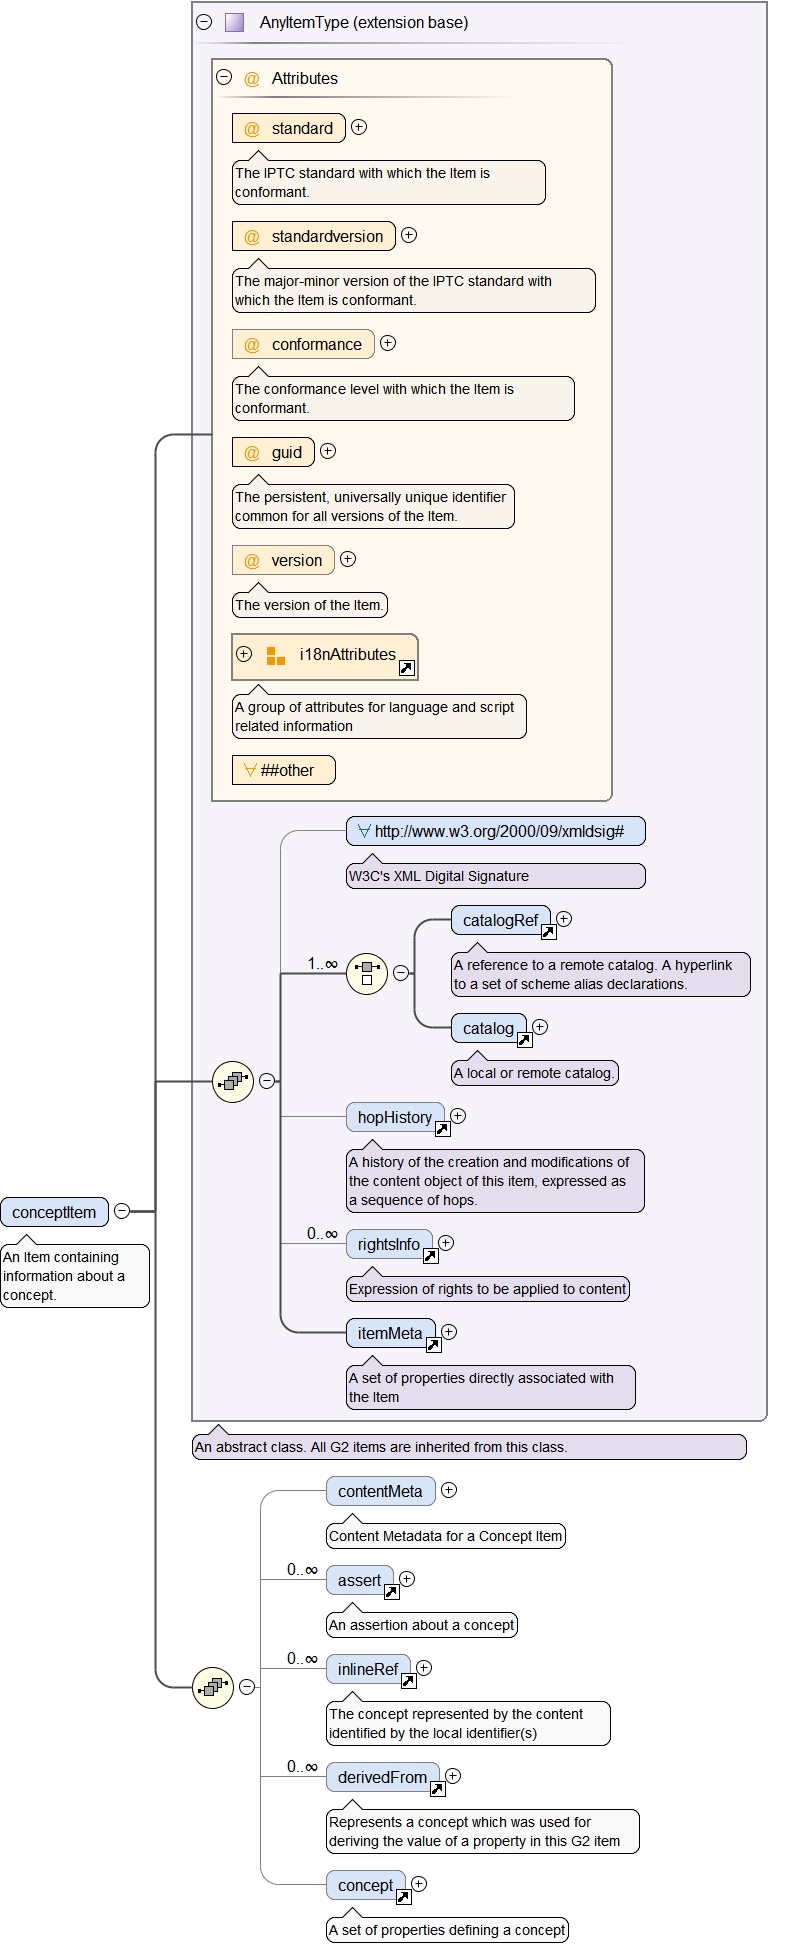 AnyItemType (extension base)
@ Attributes
@ standard
The IPTC standard with which the Item is
conformant.
@ standardversion
The major-minor version of the IPTC standard with
which the Item is conformant.
@ conformance
The conformance level with which the Item is
conformant.
@ guid
The persistent, universally unique identifier
common for all versions of the Item.
@ version
The version of the Item.
i18nAttributes
A group of attributes for language and script
related information
##other
http://www.w3.org/2000/09/xmldsig#
W3C's XML Digital Signature
1..∞
catalogRef
A reference to a remote catalog. A hyperlink
to a set of scheme alias declarations.
catalog
A local or remote catalog.
hopHistory
A history of the creation and modifications of
the content object of this item, expressed as
a sequence of hops.
conceptItem
An Item containing
information about a
concept.
0..∞
rightsInfo
Expression of rights to be applied to content
itemMeta
A set of properties directly associated with
the Item
An abstract class. All G2 items are inherited from this class.
contentMeta
Content Metadata for a Concept Item
0..∞
assert
An assertion about a concept
0..∞
inlineRef
The concept represented by the content
identified by the local identifier(s)
0..∞
derivedFrom
Represents a concept which was used for
deriving the value of a property in this G2 item
concept
A set of properties defining a concept